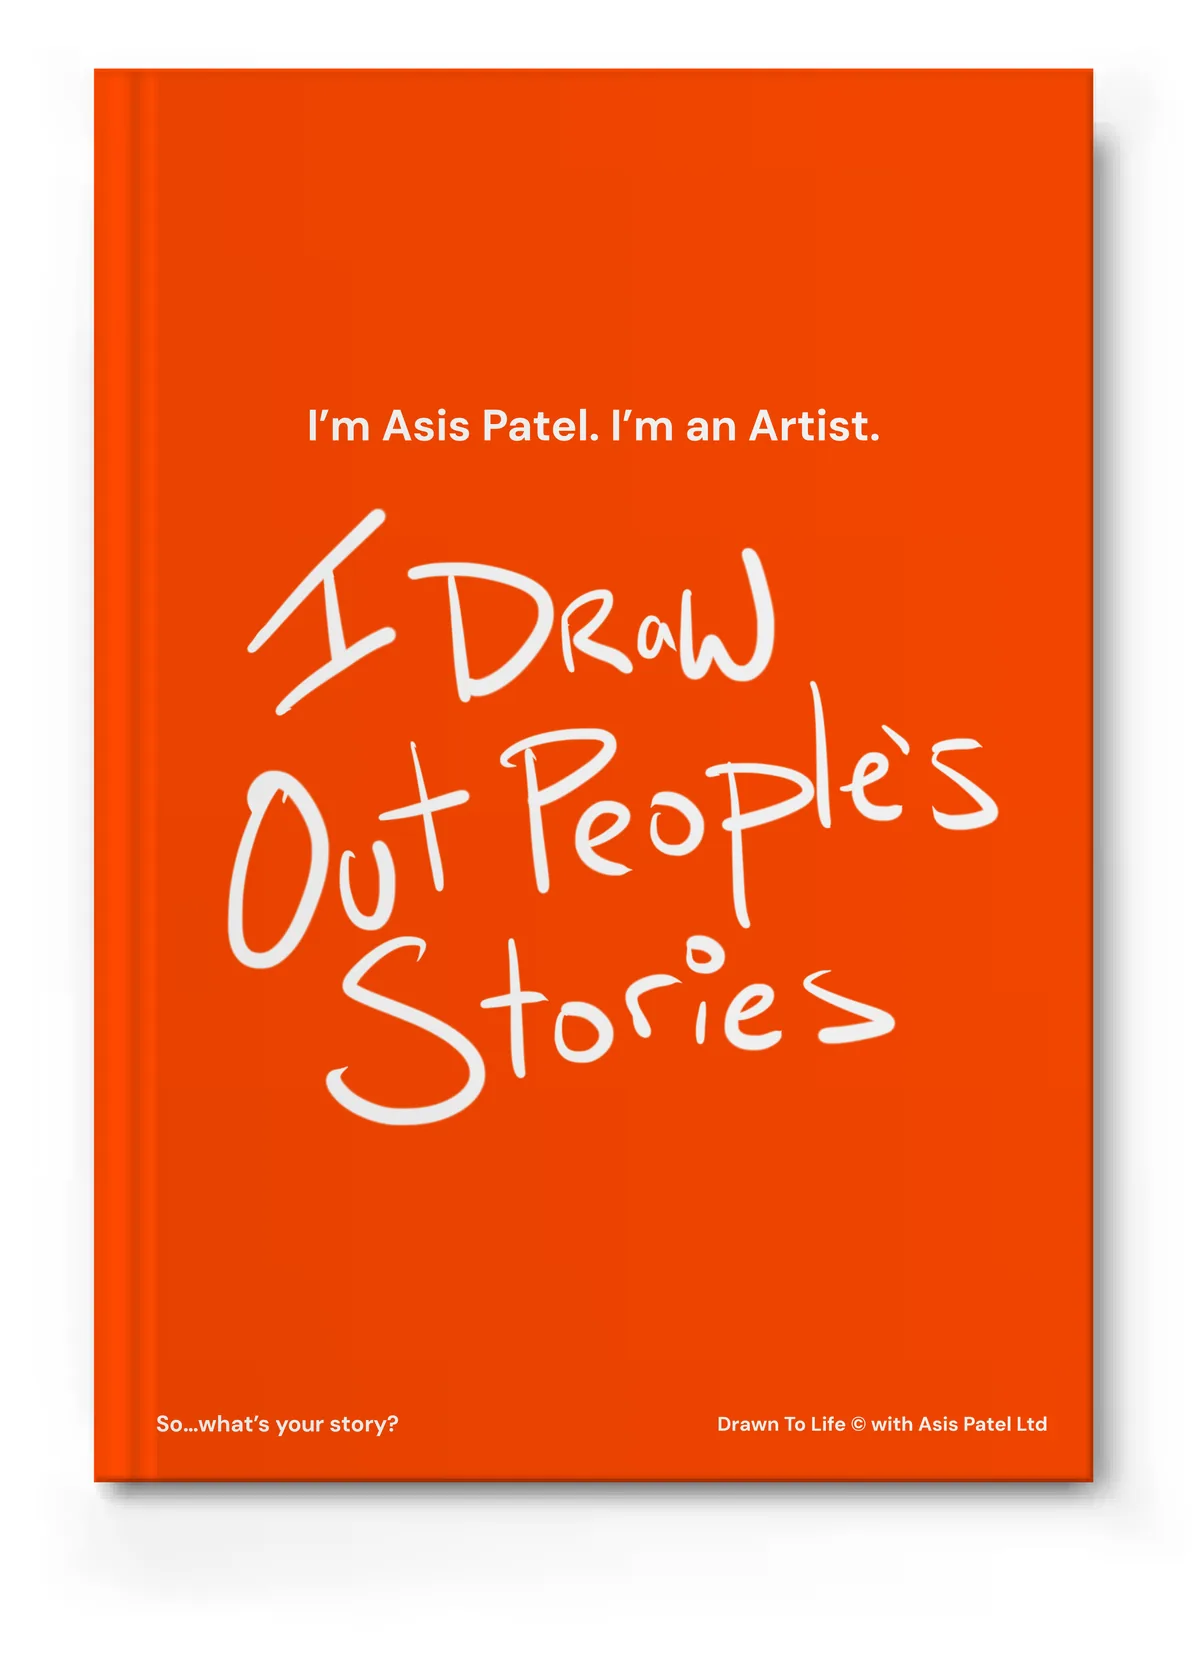 I’m Asis Patel. I’m an Artist.
I Draw
Out People's
Stories
So...what’s your story?
Drawn To Life © with Asis Patel Ltd